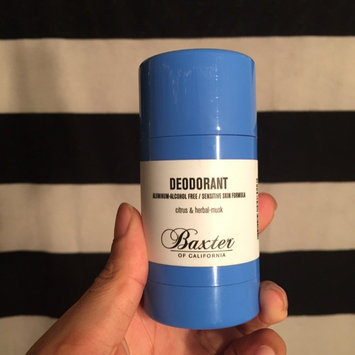 DEODORANT
ALUMINUM-ALCOHOL FREE / SENSITIVE SKIN FORMULA
citrus & herbal-musk
Baxter
OF CALIFORNIA